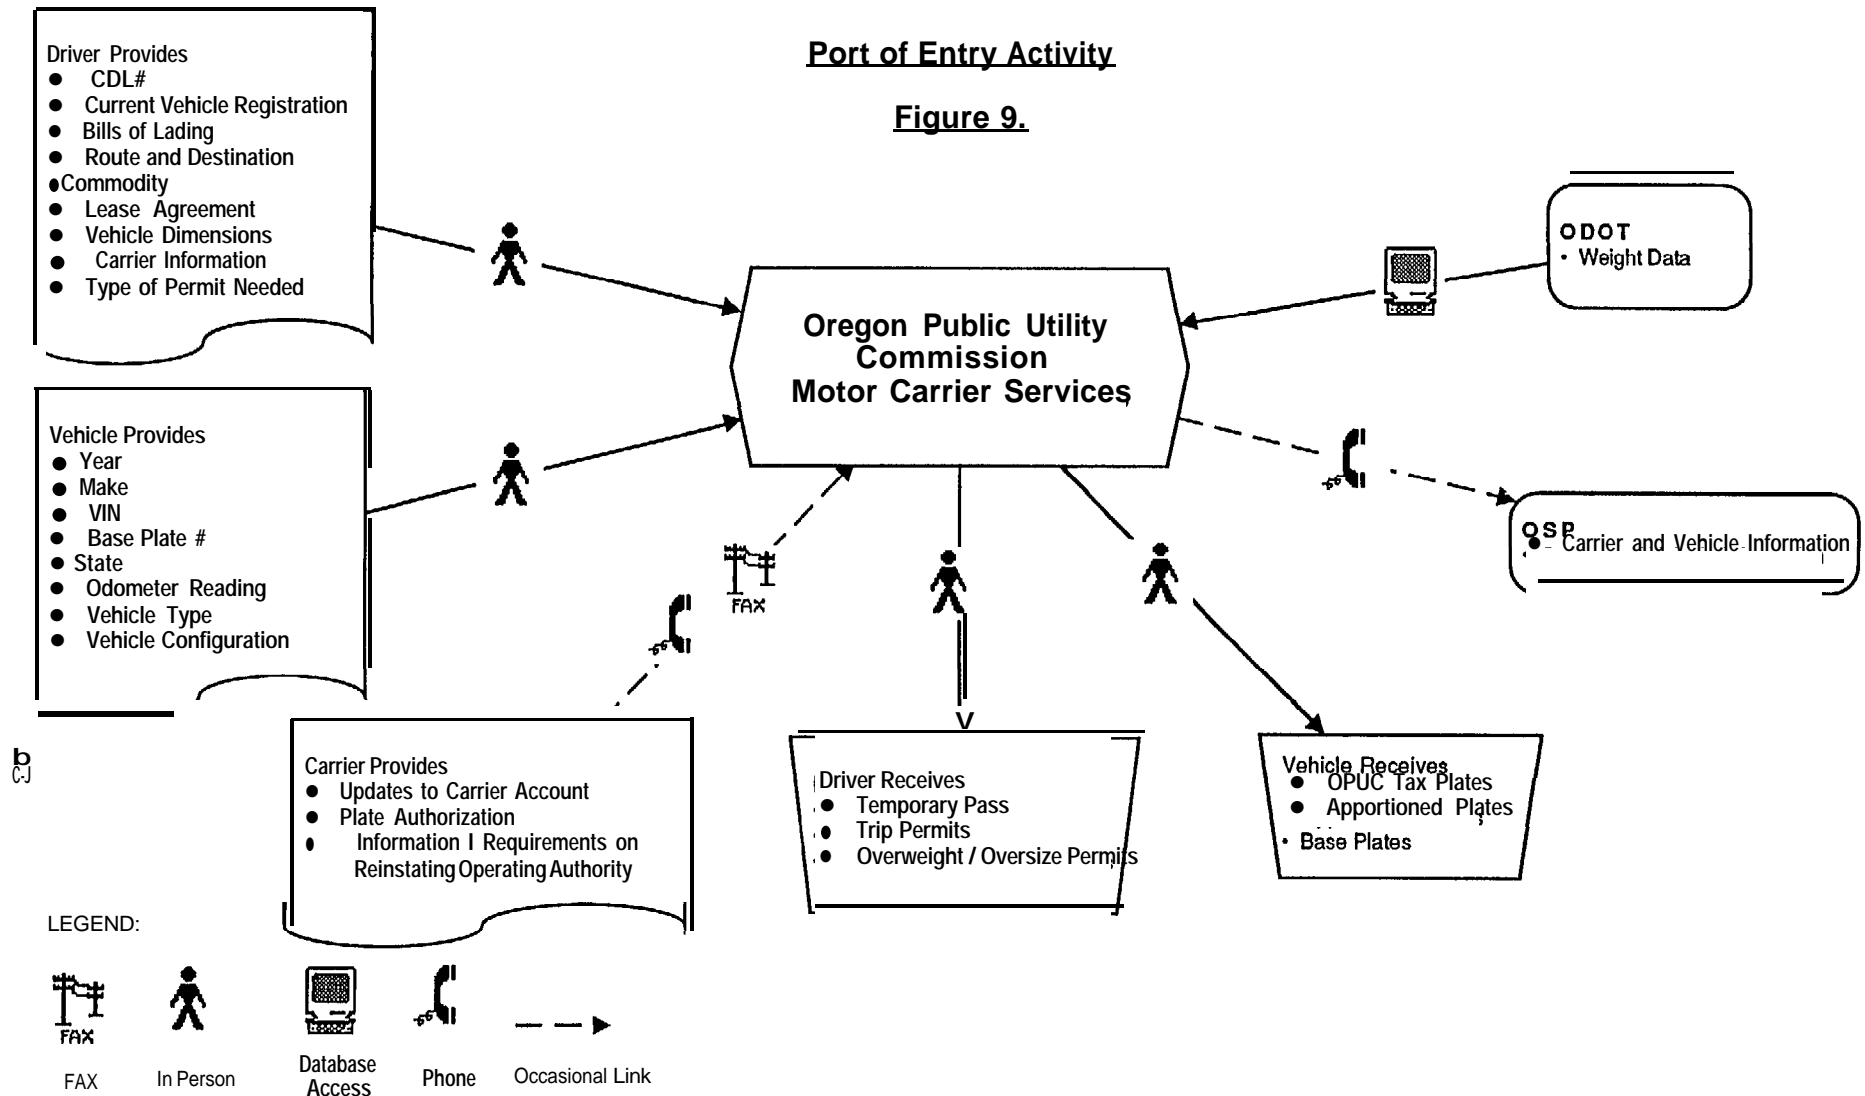 Port of Entry Activity
Figure 9.
Driver Provides
● CDL#
● Current Vehicle Registration
● Bills of Lading
● Route and Destination
● Commodity
● Lease Agreement
● Vehicle Dimensions
● Carrier Information
● Type of Permit Needed
Vehicle Provides
● Year
● Make
● VIN
● Base Plate #
● State
● Odometer Reading
● Vehicle Type
● Vehicle Configuration
Oregon Public Utility
Commission
Motor Carrier Services
ODOT
• Weight Data
OSP
● Carrier and Vehicle Information
FAX
Carrier Provides
● Updates to Carrier Account
● Plate Authorization
● Information I Requirements on
Reinstating Operating Authority
Driver Receives
● Temporary Pass
● Trip Permits
● Overweight / Oversize Permits
Vehicle Receives
● OPUC Tax Plates
● Apportioned Plates
• Base Plates
LEGEND:
FAX
FAX
In Person
Database
Access
Phone
Occasional Link